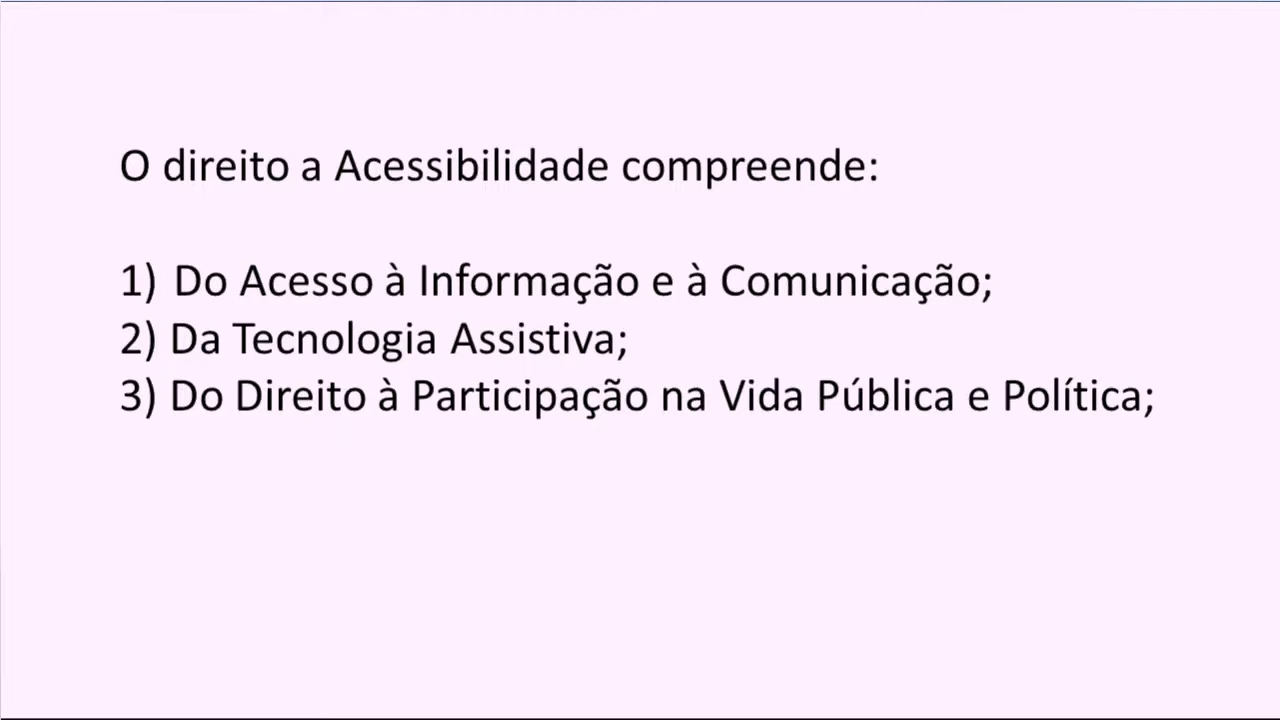 O direito a Acessibilidade compreende:
1) Do Acesso à Informação e à Comunicação;
2) Da Tecnologia Assistiva;
3) Do Direito à Participação na Vida Pública e Política;